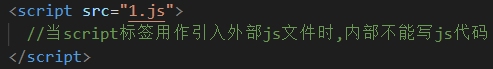 <script src="1.js">
//当script标签用作引入外部js文件时,内部不能写js代码
</script>